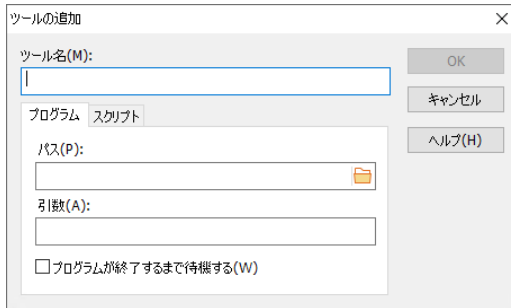 ツールの追加
ツール名(M):
OK
キャンセル
ヘルプ(H)
プログラム スクリプト
パス(P):
引数(A):
プログラムが終了するまで待機する(W)